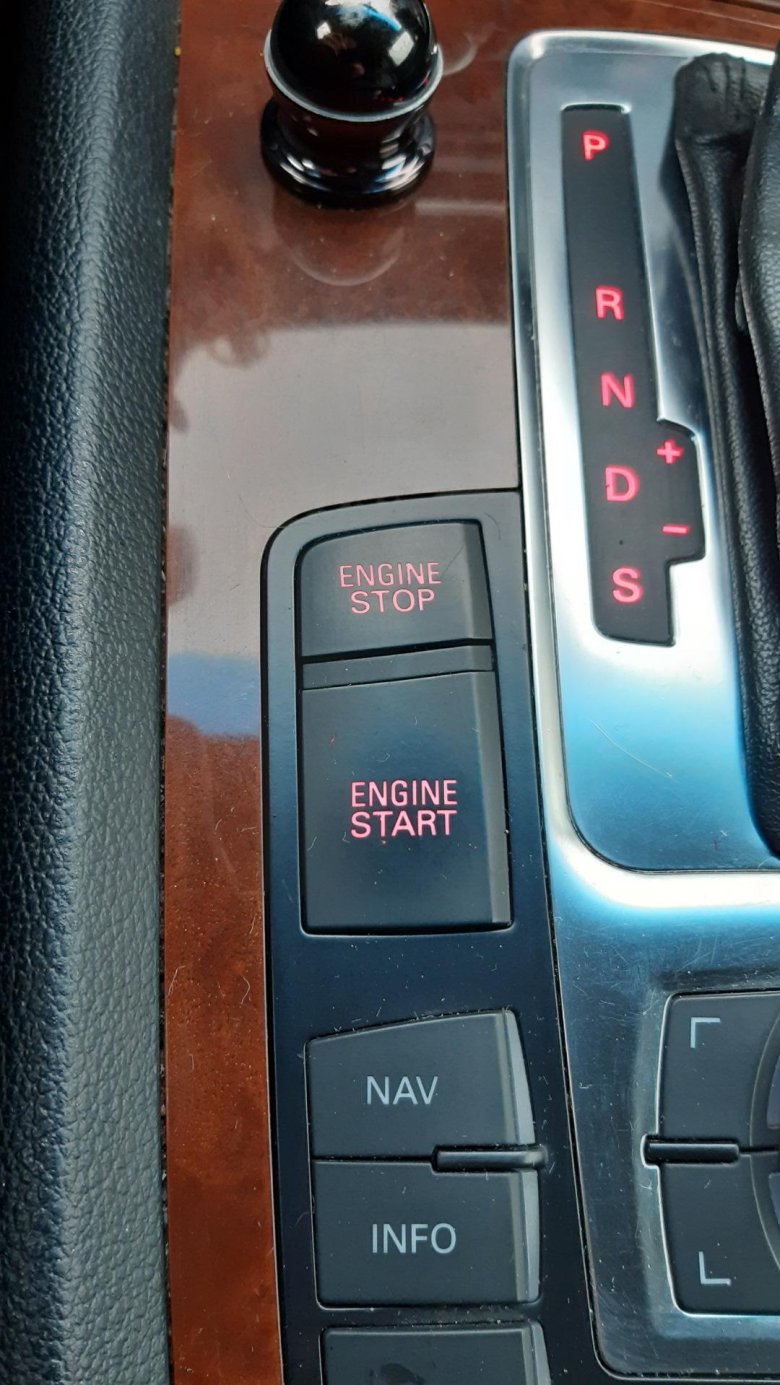 P
R
N
+
D
-
S
ENGINE
STOP
ENGINE
START
NAV
INFO